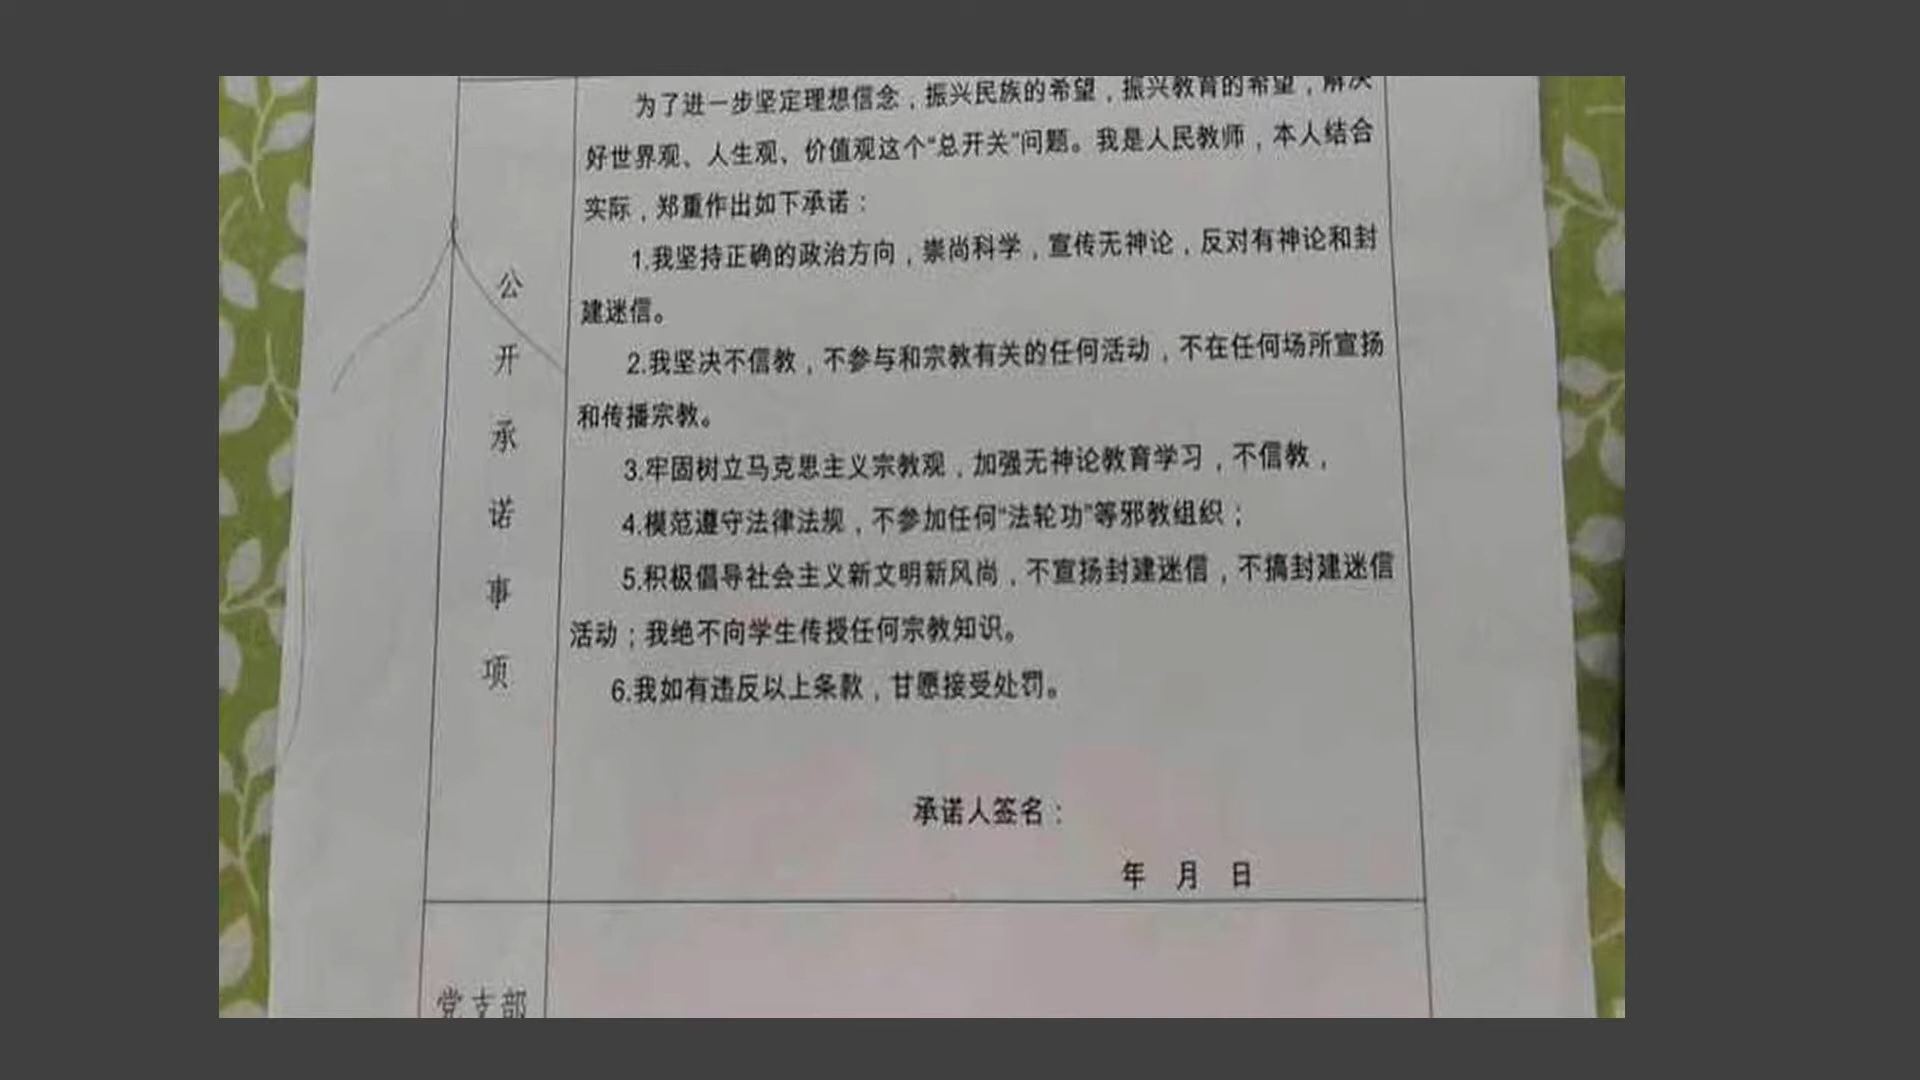 为了进一步坚定理想信念，振兴民族的希望，振兴教育的希望，解决
好世界观、人生观、价值观这个“总开关”问题。我是人民教师，本人结合
实际，郑重作出如下承诺：
1.我坚持正确的政治方向，崇尚科学，宣传无神论，反对有神论和封
建迷信。
2.我坚决不信教，不参与和宗教有关的任何活动，不在任何场所宣扬
和传播宗教。
3.牢固树立马克思主义宗教观，加强无神论教育学习，不信教，
4.模范遵守法律法规，不参加任何“法轮功”等邪教组织；
5.积极倡导社会主义新文明新风尚，不宣扬封建迷信，不搞封建迷信
活动；我绝不向学生传授任何宗教知识。
6.我如有违反以上条款，甘愿接受处罚。
承诺人签名：
年 月 日
公
开
承
诺
事
项
党支部